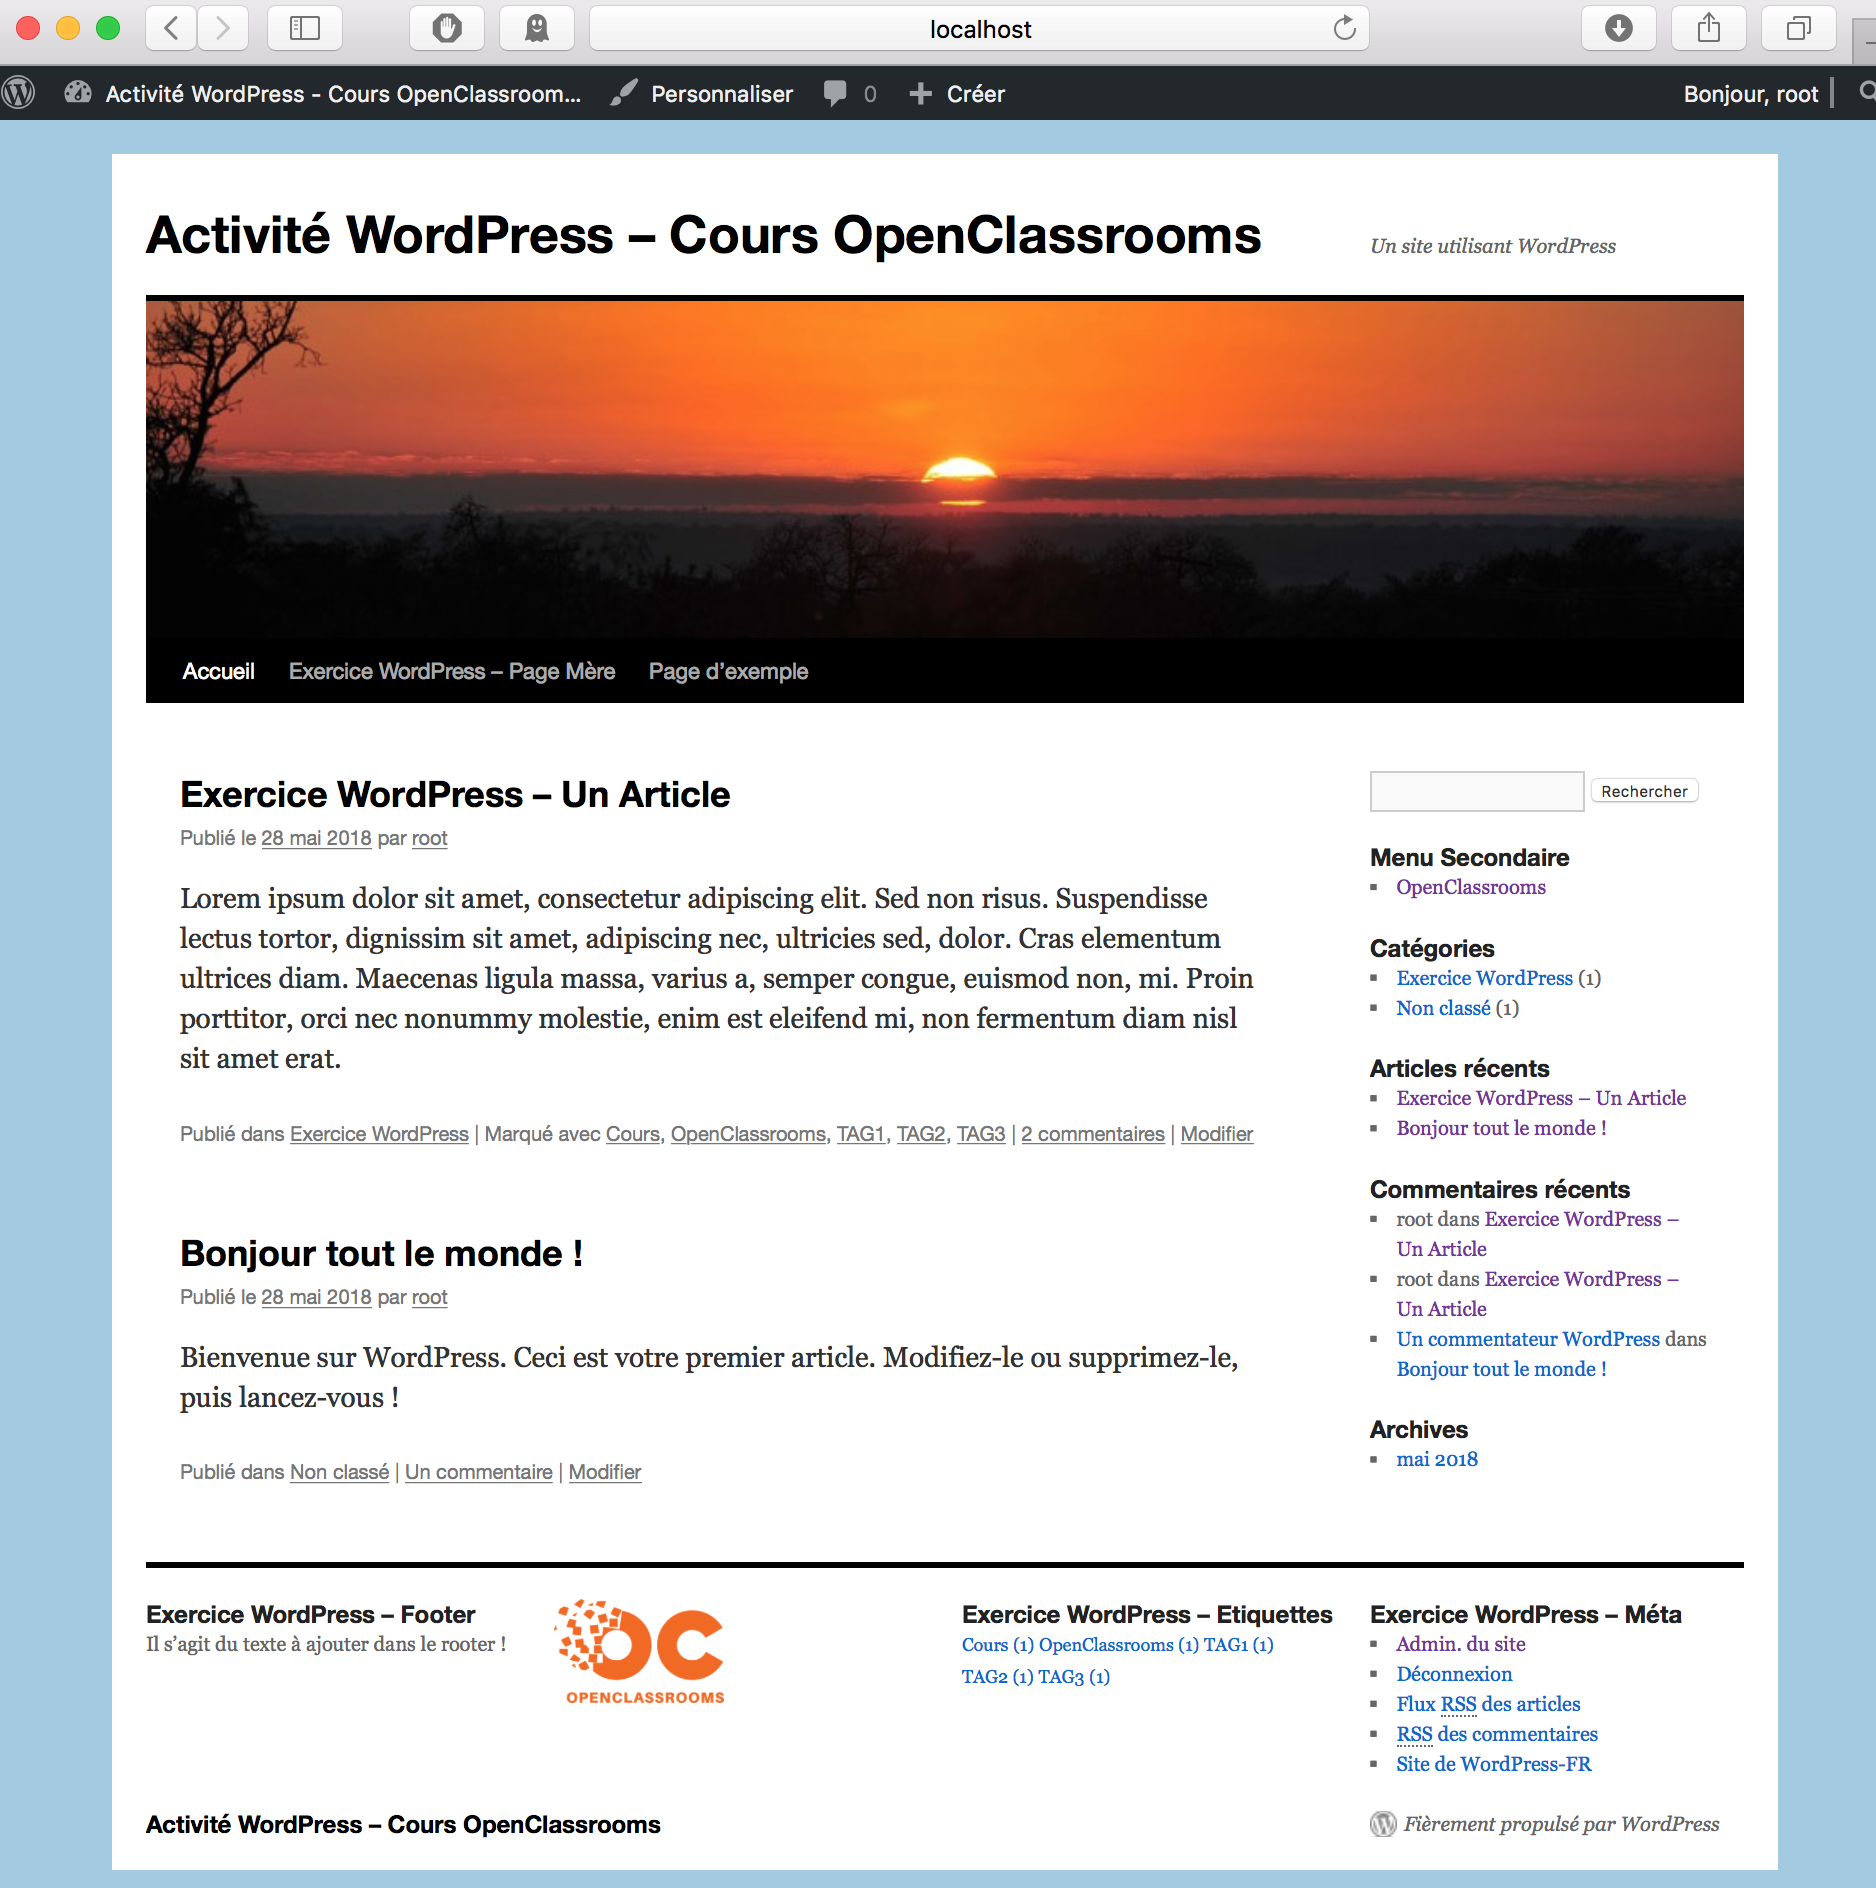 localhost
Activité WordPress - Cours OpenClassroom... Personnaliser 0 Créer Bonjour, root
Activité WordPress – Cours OpenClassrooms
Un site utilisant WordPress
Accueil Exercice WordPress – Page Mère Page d’exemple
Exercice WordPress – Un Article
Publié le 28 mai 2018 par root
Lorem ipsum dolor sit amet, consectetur adipiscing elit. Sed non risus. Suspendisse
lectus tortor, dignissim sit amet, adipiscing nec, ultricies sed, dolor. Cras elementum
ultrices diam. Maecenas ligula massa, varius a, semper congue, euismod non, mi. Proin
porttitor, orci nec nonummy molestie, enim est eleifend mi, non fermentum diam nisl
sit amet erat.
Publié dans Exercice WordPress | Marqué avec Cours, OpenClassrooms, TAG1, TAG2, TAG3 | 2 commentaires | Modifier
Bonjour tout le monde !
Publié le 28 mai 2018 par root
Bienvenue sur WordPress. Ceci est votre premier article. Modifiez-le ou supprimez-le,
puis lancez-vous !
Publié dans Non classé | Un commentaire | Modifier
Rechercher
Menu Secondaire
OpenClassrooms
Catégories
Exercice WordPress (1)
Non classé (1)
Articles récents
Exercice WordPress – Un Article
Bonjour tout le monde !
Commentaires récents
root dans Exercice WordPress –
Un Article
root dans Exercice WordPress –
Un Article
Un commentateur WordPress dans
Bonjour tout le monde !
Archives
mai 2018
Exercice WordPress – Footer
Il s’agit du texte à ajouter dans le rooter !
OC
OPENCLASSROOMS
Exercice WordPress – Etiquettes
Cours (1) OpenClassrooms (1) TAG1 (1)
TAG2 (1) TAG3 (1)
Exercice WordPress – Méta
Admin. du site
Déconnexion
Flux RSS des articles
RSS des commentaires
Site de WordPress-FR
Activité WordPress – Cours OpenClassrooms
Fièrement propulsé par WordPress